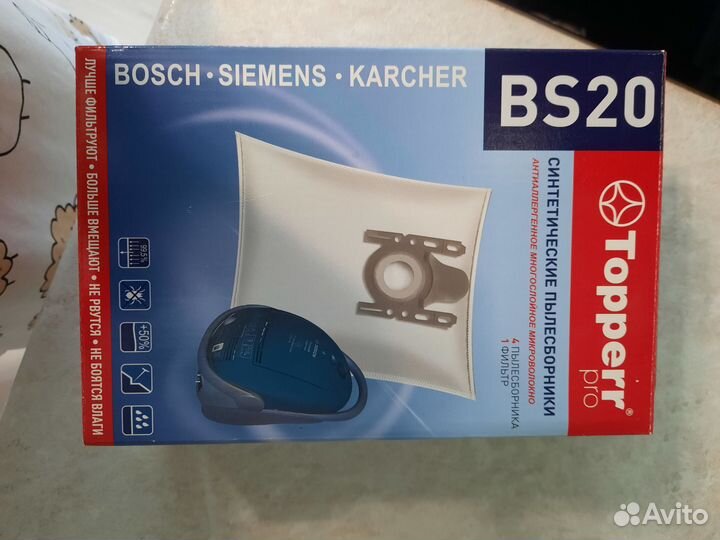 BOSCH · SIEMENS · KARCHER
BS20
Topperr®
pro
СИНТЕТИЧЕСКИЕ ПЫЛЕСБОРНИКИ
АНТИАЛЛЕРГЕННОЕ МНОГОСЛОЙНОЕ МИКРОВОЛОКНО
4 ПЫЛЕСБОРНИКА
1 ФИЛЬТР
ЛУЧШЕ ФИЛЬТРУЮТ · БОЛЬШЕ ВМЕЩАЮТ · НЕ РВУТСЯ · НЕ БОЯТСЯ ВЛАГИ
99,5%
+50%
Avito